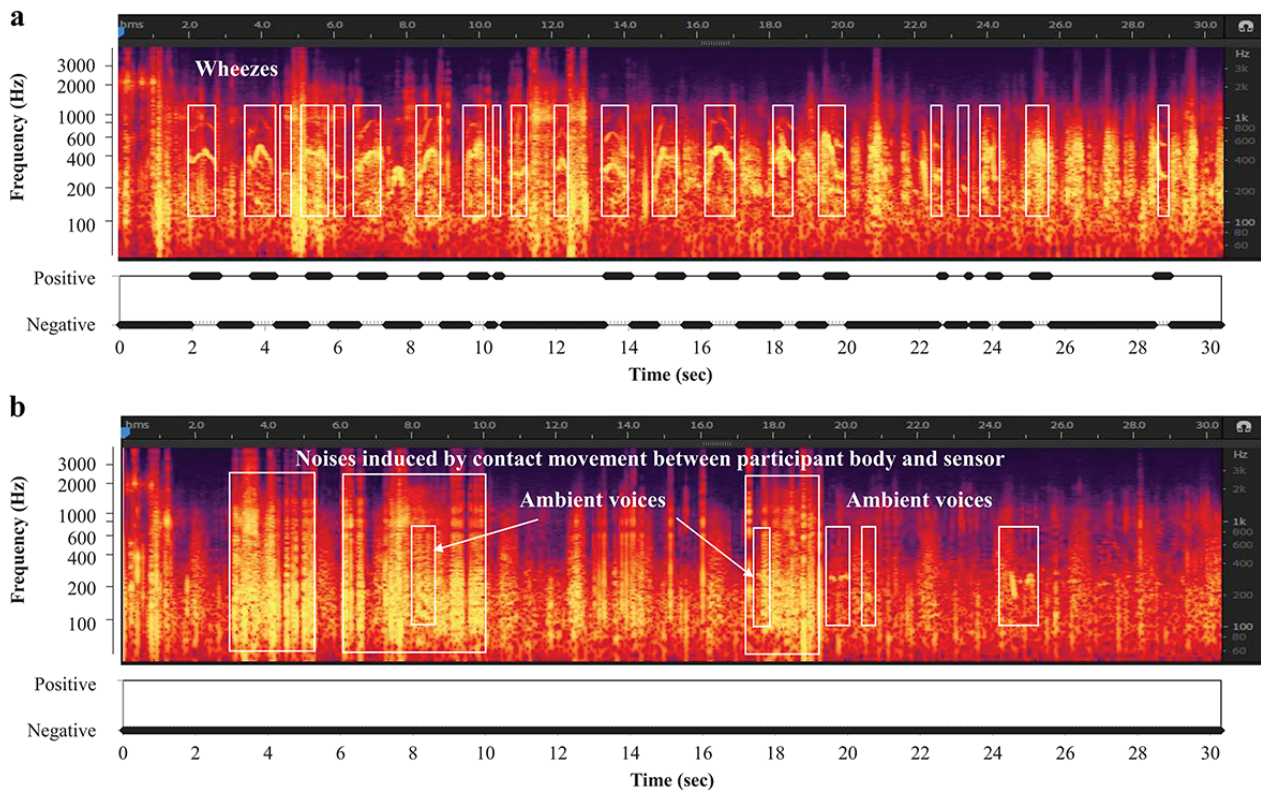 a
hms 2.0 4.0 6.0 8.0 10.0 12.0 14.0 16.0 18.0 20.0 22.0 24.0 26.0 28.0 30.0
Wheezes
Frequency (Hz)
3000
2000
1000
600
400
200
100
Hz
3k
2k
1k
800
600
400
200
100
80
60
Positive
Negative
0 2 4 6 8 10 12 14 16 18 20 22 24 26 28 30
Time (sec)
b
hms 2.0 4.0 6.0 8.0 10.0 12.0 14.0 16.0 18.0 20.0 22.0 24.0 26.0 28.0 30.0
Noises induced by contact movement between participant body and sensor
Ambient voices Ambient voices
Frequency (Hz)
3000
2000
1000
600
400
200
100
Hz
3k
2k
1k
800
600
400
200
100
80
60
Positive
Negative
0 2 4 6 8 10 12 14 16 18 20 22 24 26 28 30
Time (sec)